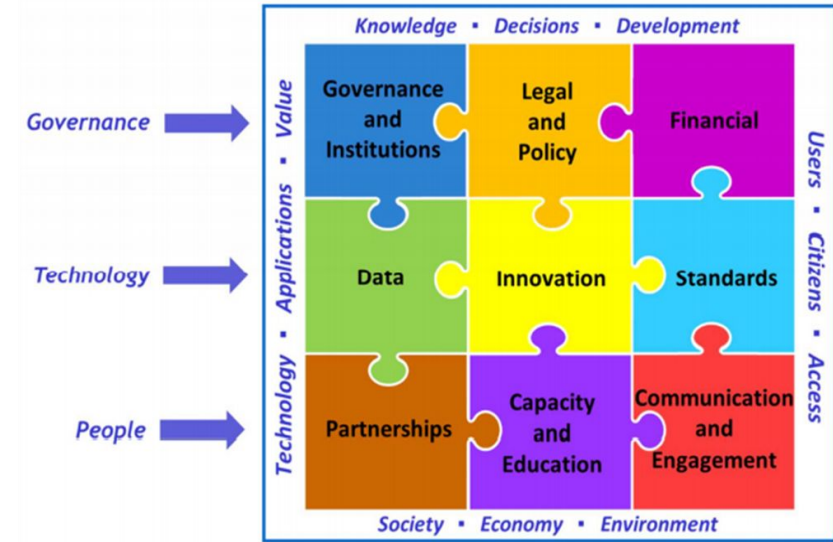 Knowledge ▪ Decisions ▪ Development
Governance
Technology
People
Technology ▪ Applications ▪ Value
Governance
and
Institutions
Legal
and
Policy
Financial
Data
Innovation
Standards
Partnerships
Capacity
and
Education
Communication
and
Engagement
Users ▪ Citizens ▪ Access
Society ▪ Economy ▪ Environment